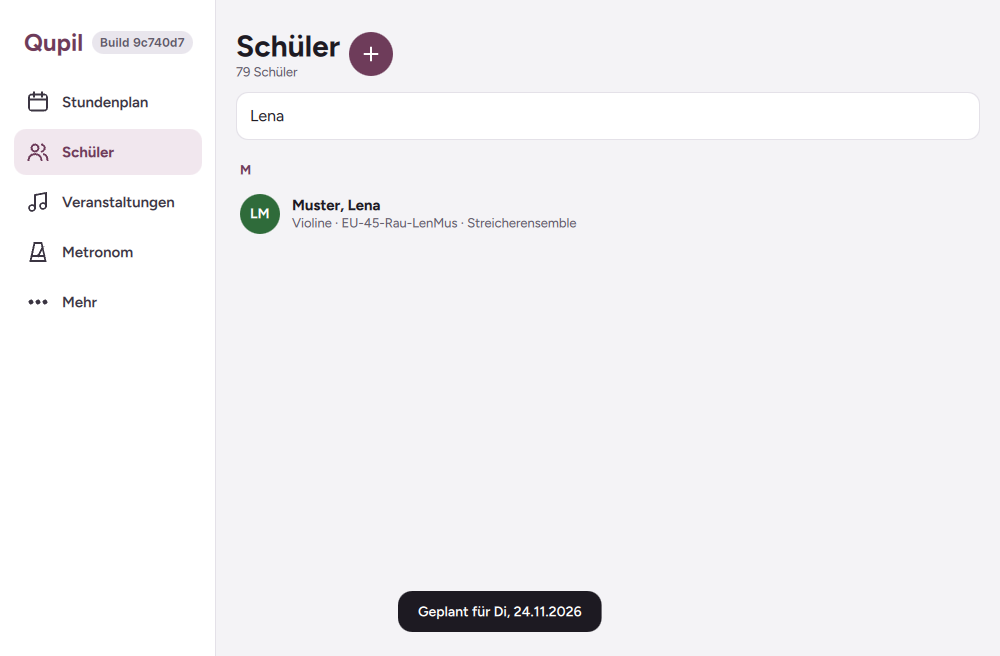 Qupil
Build 9c740d7
Stundenplan
Schüler
Veranstaltungen
Metronom
Mehr
Schüler
79 Schüler
Lena
M
LM
Muster, Lena
Violine · EU-45-Rau-LenMus · Streicherensemble
Geplant für Di, 24.11.2026